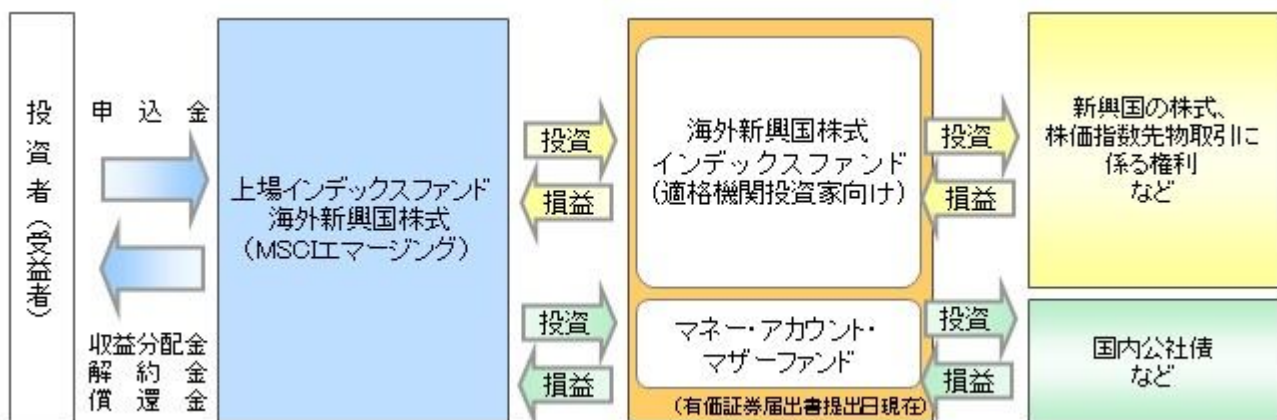 投資者(受益者)
申込金
収益分配金
解約金
償還金
上場インデックスファンド
海外新興国株式
(MSCIエマージング)
投資
損益
投資
損益
海外新興国株式
インデックスファンド
(適格機関投資家向け)
マネー・アカウント・
マザーファンド
(有価証券届出書提出日現在)
投資
損益
投資
損益
新興国の株式、
株価指数先物取引に
係る権利
など
国内公社債
など